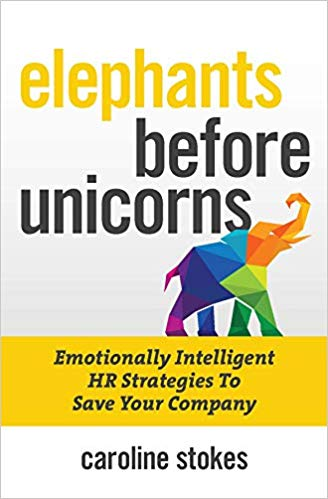 elephants
before
unicorns
Emotionally Intelligent
HR Strategies To
Save Your Company
caroline stokes